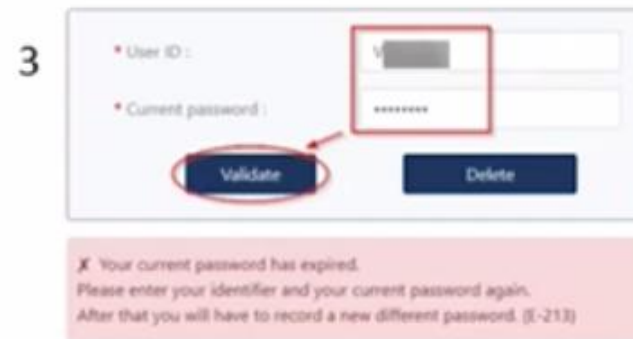 3
* User ID :
V
* Current password :
••••••••
Validate
Delete
✗ Your current password has expired.
Please enter your identifier and your current password again.
After that you will have to record a new different password. (E-213)